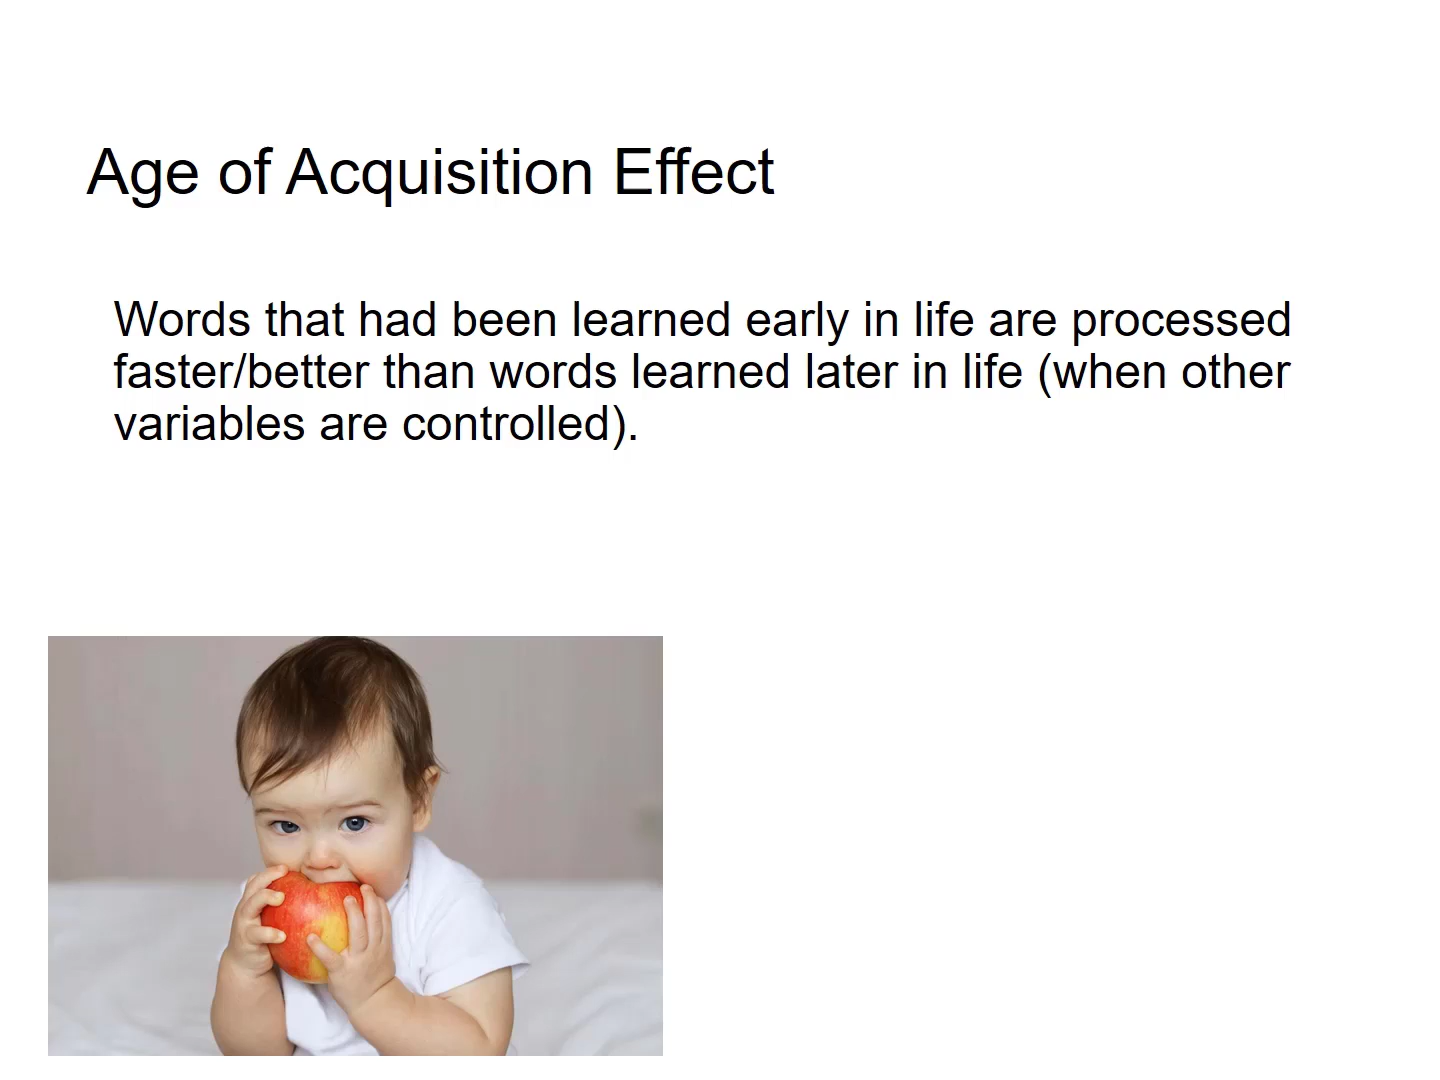 Age of Acquisition Effect
Words that had been learned early in life are processed
faster/better than words learned later in life (when other
variables are controlled).